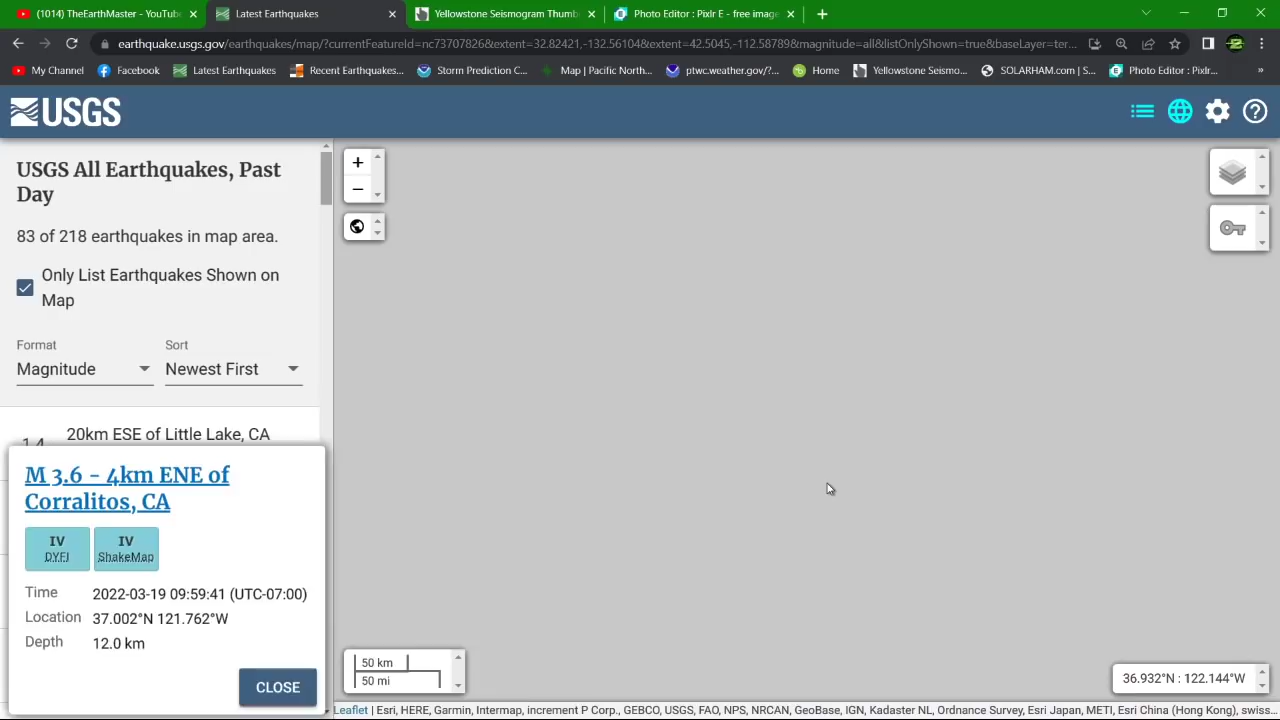 (1014) TheEarthMaster - YouTube
Latest Earthquakes
Yellowstone Seismogram Thumb
Photo Editor : Pixlr E - free image
earthquake.usgs.gov/earthquakes/map/?currentFeatureId=nc73707826&extent=32.82421,-132.56104&extent=42.5045,-112.58789&magnitude=all&listOnlyShown=true&baseLayer=ter...
My Channel
Facebook
Latest Earthquakes
Recent Earthquakes...
Storm Prediction C...
Map | Pacific North...
ptwc.weather.gov/?...
Home
Yellowstone Seismo...
SOLARHAM.com | S...
Photo Editor : Pixlr...
»
USGS
USGS All Earthquakes, Past
Day
83 of 218 earthquakes in map area.
Only List Earthquakes Shown on
Map
Format
Sort
Magnitude
Newest First
1.4
20km ESE of Little Lake, CA
M 3.6 - 4km ENE of
Corralitos, CA
IV
DYFI
IV
ShakeMap
Time
2022-03-19 09:59:41 (UTC-07:00)
Location
37.002°N 121.762°W
Depth
12.0 km
CLOSE
+
−
50 km
50 mi
36.932°N : 122.144°W
Leaflet | Esri, HERE, Garmin, Intermap, increment P Corp., GEBCO, USGS, FAO, NPS, NRCAN, GeoBase, IGN, Kadaster NL, Ordnance Survey, Esri Japan, METI, Esri China (Hong Kong), swiss...